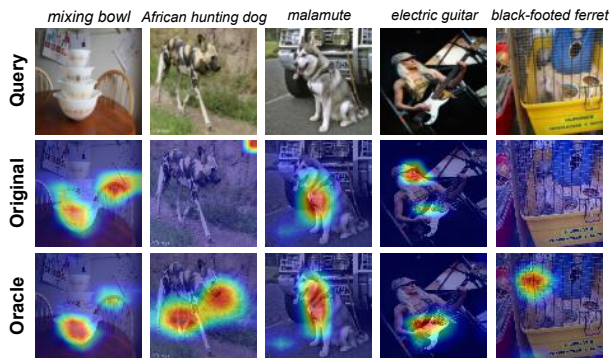 mixing bowl African hunting dog malamute electric guitar black-footed ferret
Query
Original
Oracle